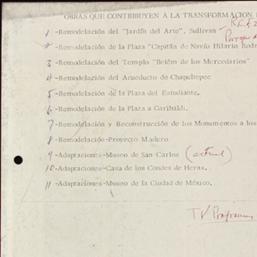 OBRAS QUE CONTRIBUYEN A LA TRANSFORMACION
1 -Remodelación del "Jardín del Arte", Sullivan
Parque
2 -Remodelación de la Plaza "Capitán de Navío Hilario Rodr
3 -Remodelación del Templo "Belém de los Mercedarios"
4 -Remodelación del Acueducto de Chapultepec
5 -Remodelación de la Plaza del Estudiante.
6 -Remodelación de la Plaza a Garibaldi.
7 -Remodelación y Reconstrucción de los Monumentos a los
8 -Remodelación-Proyecto Madero
9 -Adaptaciones-Museo de San Carlos (actual)
10 -Adaptaciones-Casa de los Condes de Heras.
11 -Adaptaciones-Museo de la Ciudad de México.
TV Programa